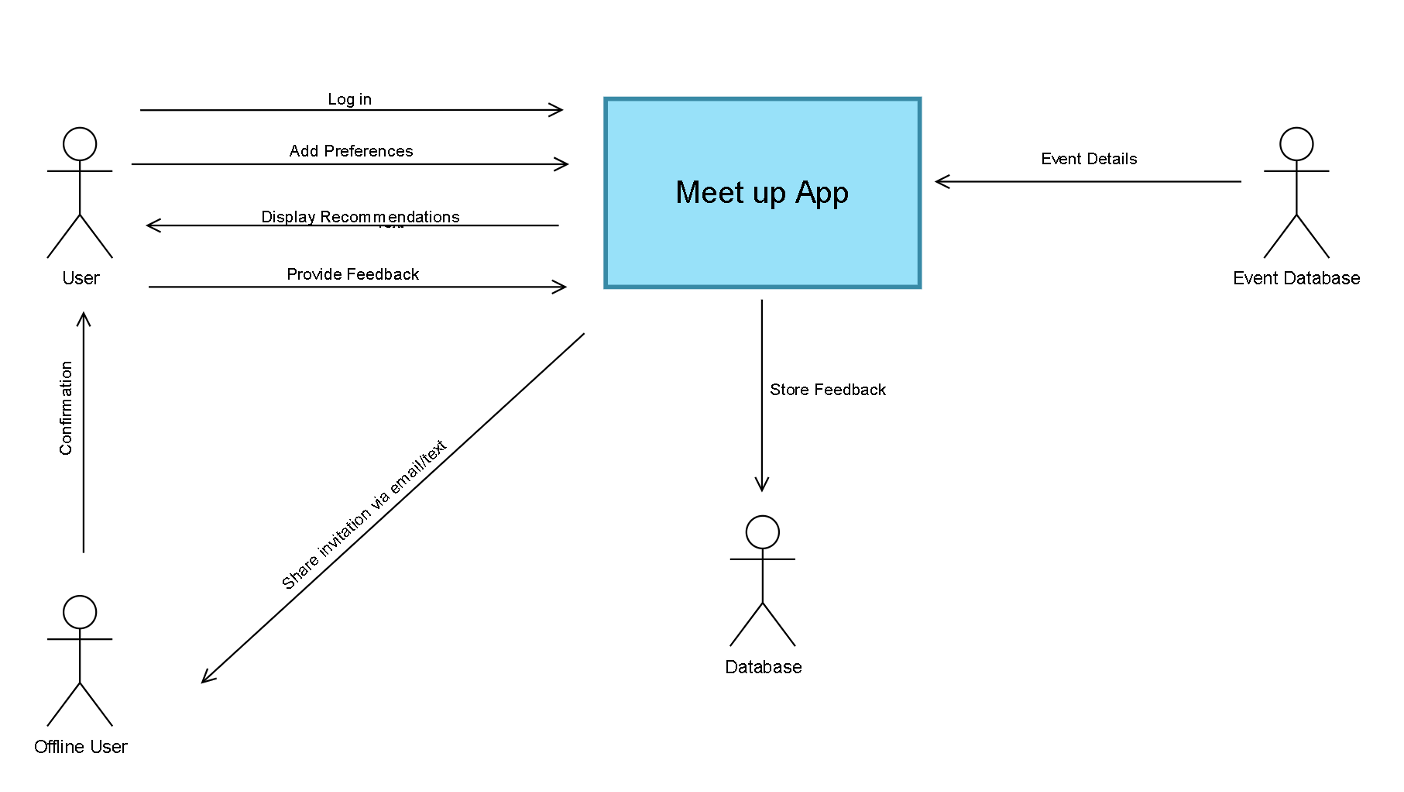 Log in
Add Preferences
Display Recommendations
Provide Feedback
Meet up App
Event Details
User
Event Database
Confirmation
Store Feedback
Share invitation via email/text
Database
Offline User